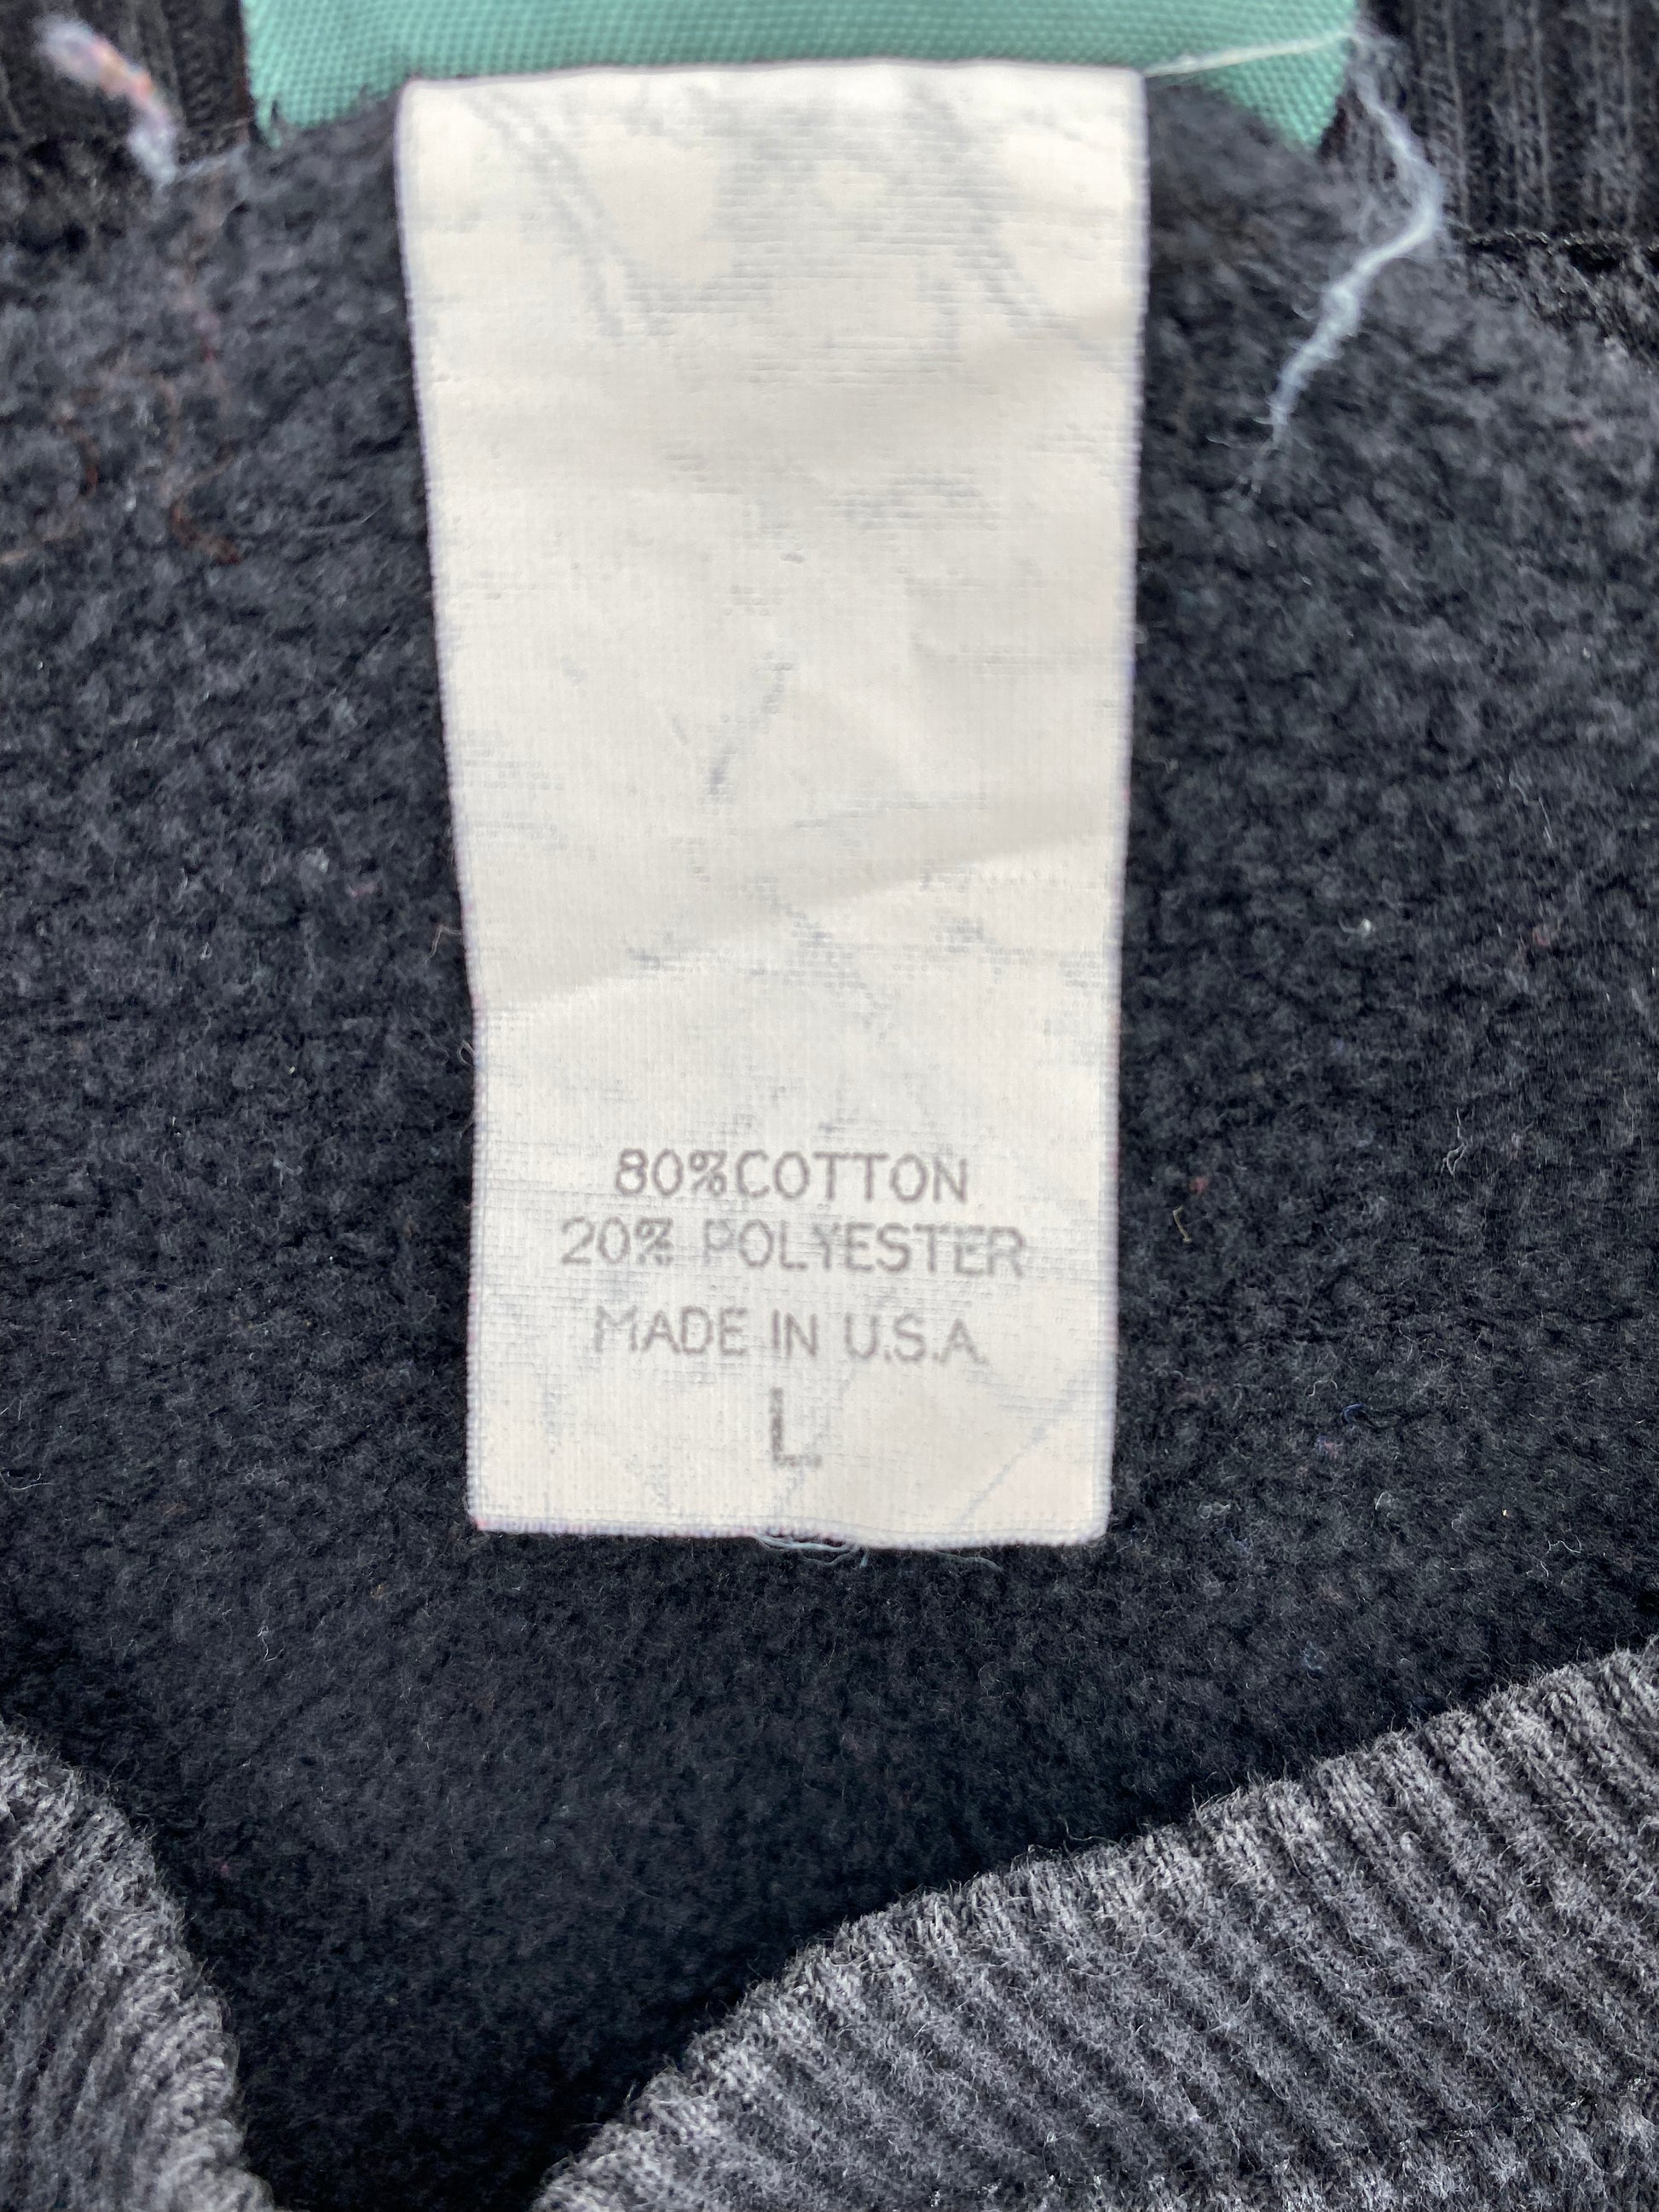 80%COTTON
20% POLYESTER
MADE IN U.S.A.
L